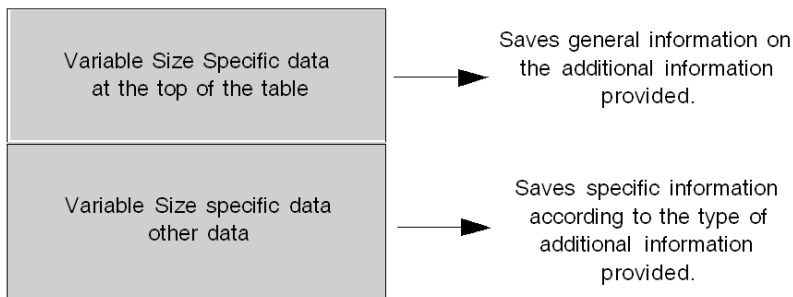 Variable Size Specific data
at the top of the table
Saves general information on
the additional information
provided.
Variable Size specific data
other data
Saves specific information
according to the type of
additional information
provided.